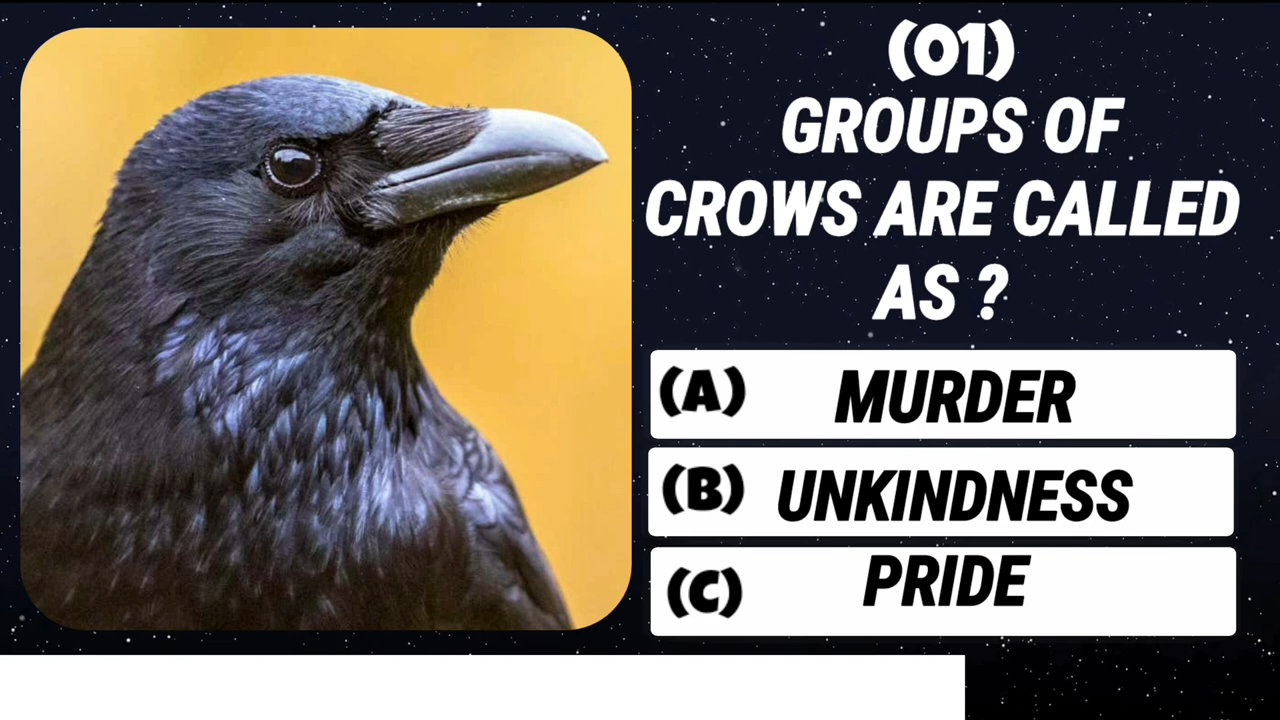 (01)
GROUPS OF
CROWS ARE CALLED
AS ?
(A) MURDER
(B) UNKINDNESS
(C) PRIDE